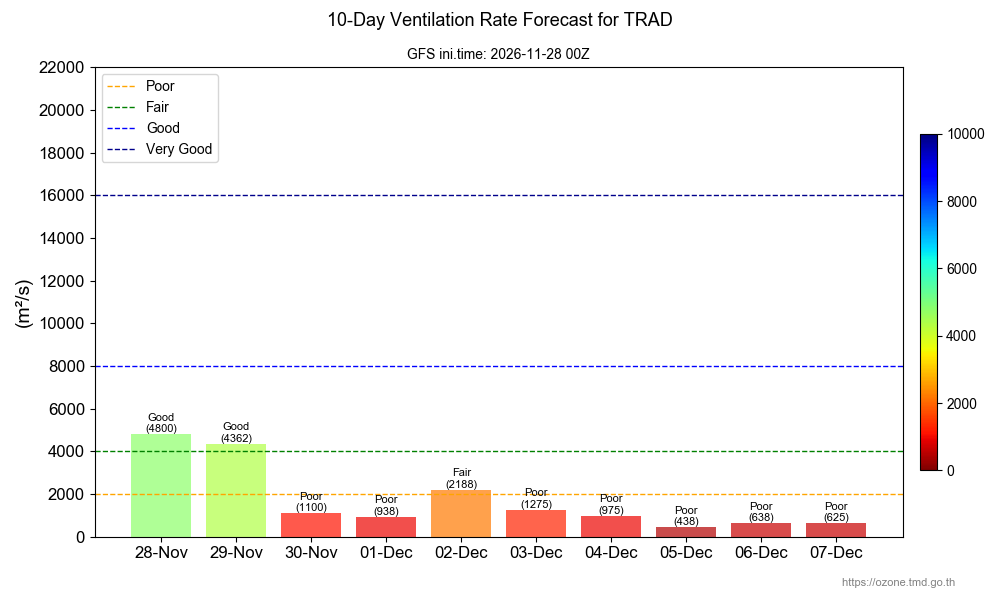 10-Day Ventilation Rate Forecast for TRAD
GFS ini.time: 2026-11-28 00Z
(m²/s)
22000
20000
18000
16000
14000
12000
10000
8000
6000
4000
2000
0
Poor
Fair
Good
Very Good
Good
(4800)
Good
(4362)
Poor
(1100)
Poor
(938)
Fair
(2188)
Poor
(1275)
Poor
(975)
Poor
(438)
Poor
(638)
Poor
(625)
28-Nov 29-Nov 30-Nov 01-Dec 02-Dec 03-Dec 04-Dec 05-Dec 06-Dec 07-Dec
10000
8000
6000
4000
2000
0
https://ozone.tmd.go.th